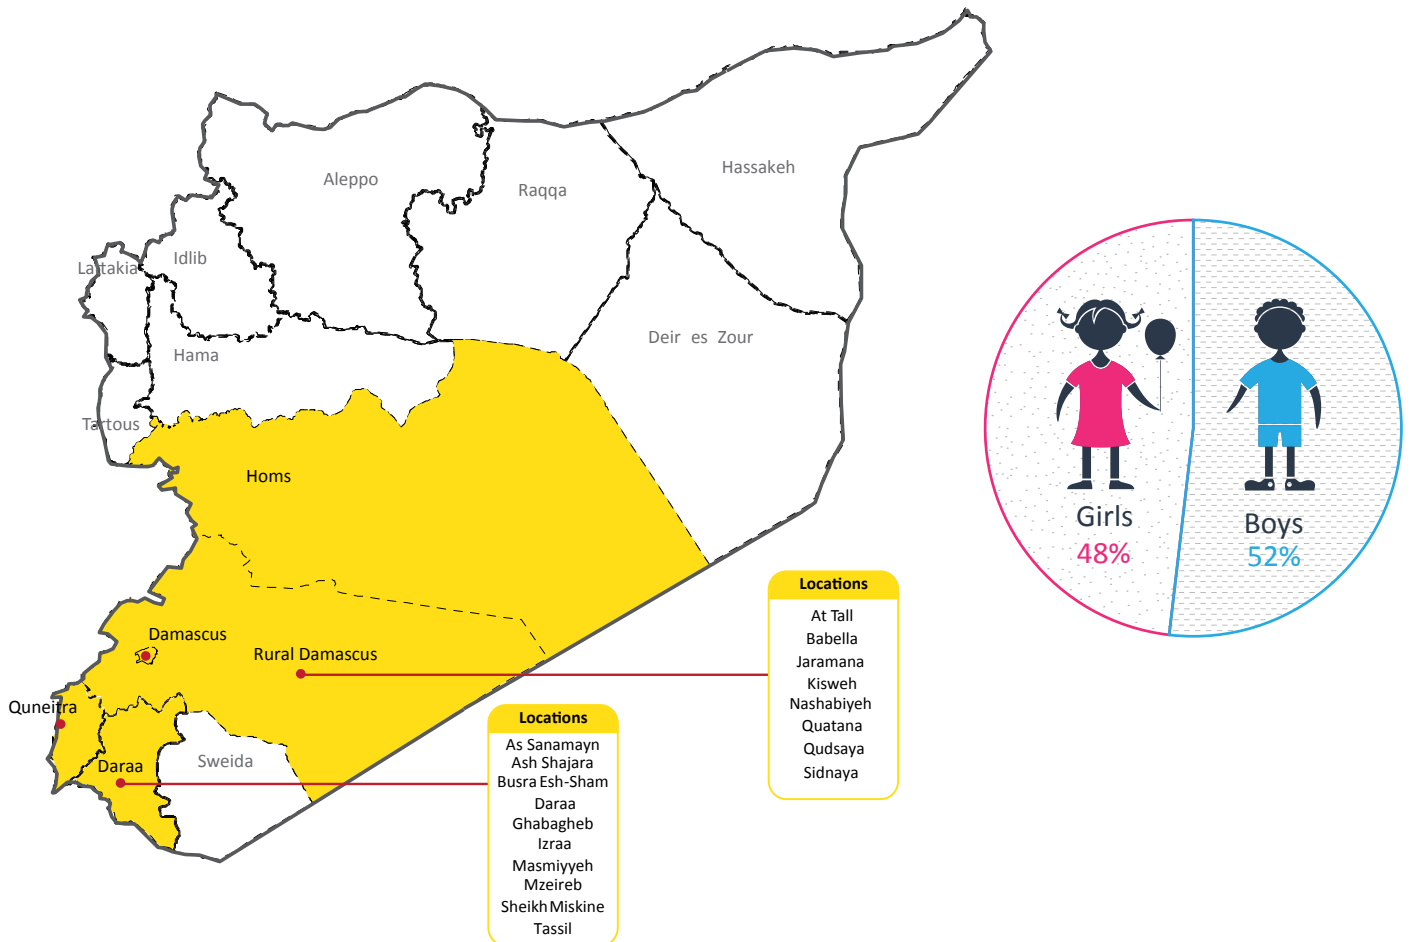 Aleppo
Raqqa
Hassakeh
Lattakia
Idlib
Hama
Deir es Zour
Tartous
Homs
Damascus
Rural Damascus
Quneitra
Daraa
Sweida
Locations
At Tall
Babella
Jaramana
Kisweh
Nashabiyeh
Quatana
Qudsaya
Sidnaya
Locations
As Sanamayn
Ash Shajara
Busra Esh-Sham
Daraa
Ghabagheb
Izraa
Masmiyyeh
Mzeireb
Sheikh Miskine
Tassil
Girls
48%
Boys
52%